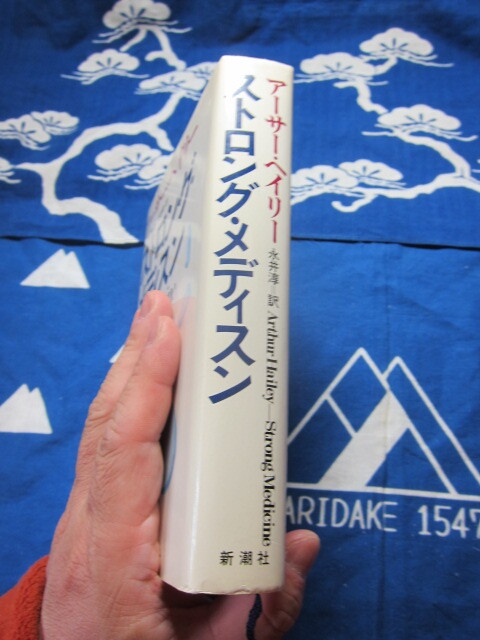 アーサー・ヘイリー
ストロング・メディスン
永井淳 訳
Arthur Hailey—Strong Medicine
新潮社
ARIDAKE 1547